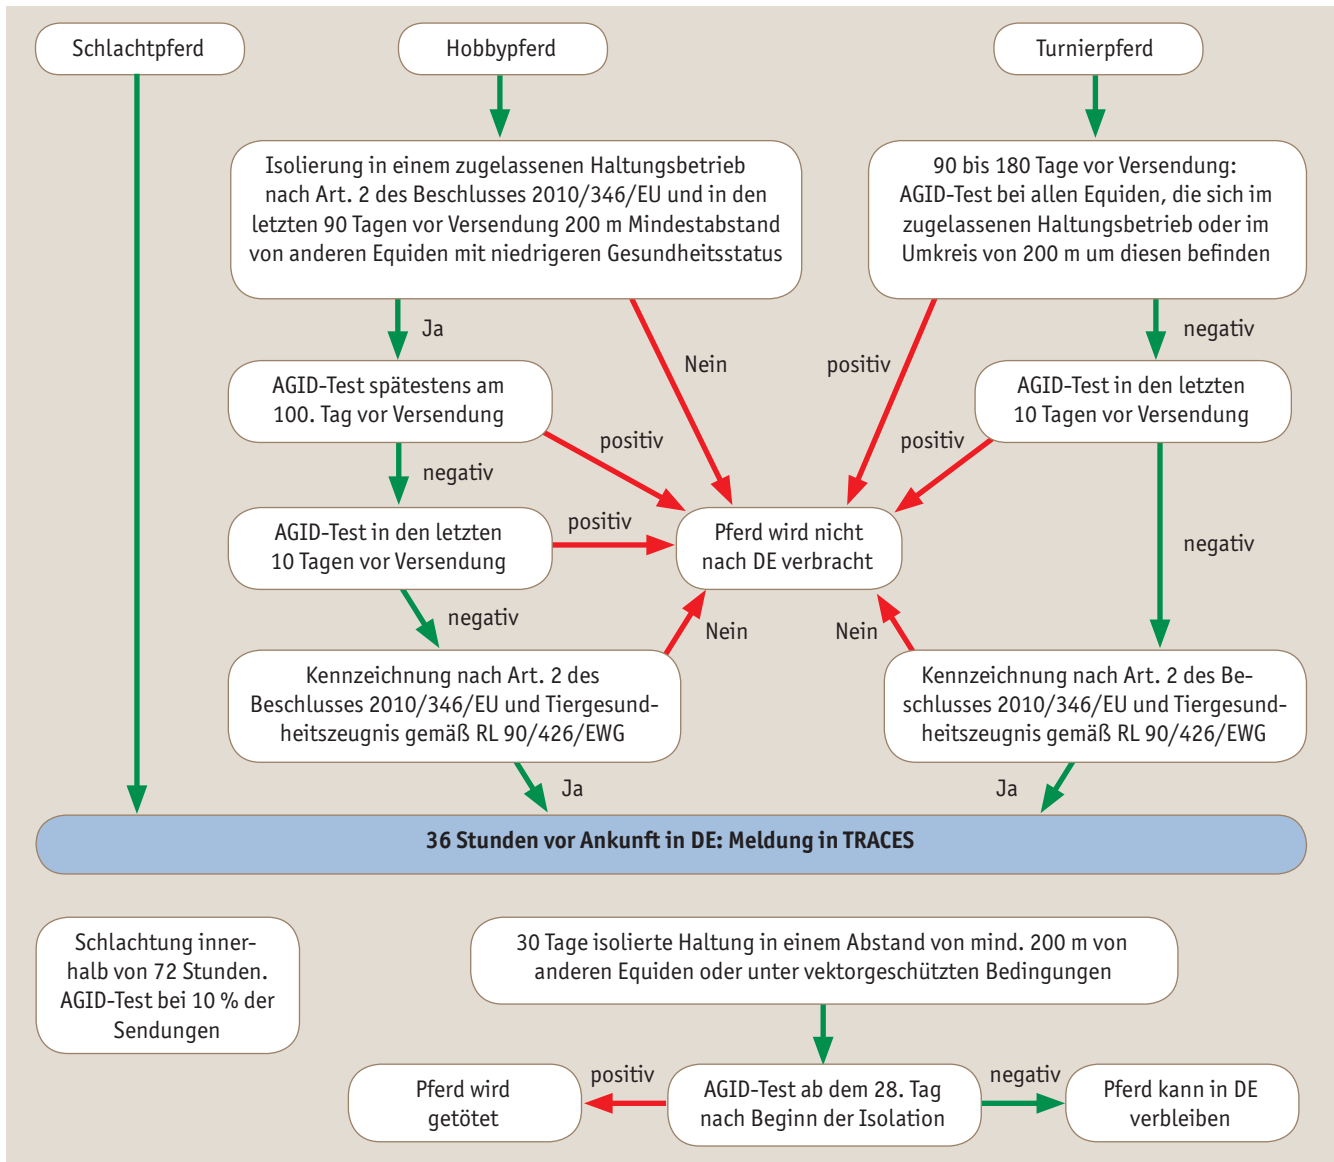 Schlachtpferd
Hobbypferd
Turnierpferd
Isolierung in einem zugelassenen Haltungsbetrieb
nach Art. 2 des Beschlusses 2010/346/EU und in den
letzten 90 Tagen vor Versendung 200 m Mindestabstand
von anderen Equiden mit niedrigeren Gesundheitsstatus
90 bis 180 Tage vor Versendung:
AGID-Test bei allen Equiden, die sich im
zugelassenen Haltungsbetrieb oder im
Umkreis von 200 m um diesen befinden
Ja
Nein
positiv
negativ
AGID-Test spätestens am
100. Tag vor Versendung
AGID-Test in den letzten
10 Tagen vor Versendung
positiv
positiv
negativ
AGID-Test in den letzten
10 Tagen vor Versendung
positiv
Pferd wird nicht
nach DE verbracht
negativ
negativ
Nein
Nein
Kennzeichnung nach Art. 2 des
Beschlusses 2010/346/EU und Tiergesund-
heitszeugnis gemäß RL 90/426/EWG
Kennzeichnung nach Art. 2 des Be-
schlusses 2010/346/EU und Tiergesund-
heitszeugnis gemäß RL 90/426/EWG
Ja
Ja
36 Stunden vor Ankunft in DE: Meldung in TRACES
Schlachtung inner-
halb von 72 Stunden.
AGID-Test bei 10 % der
Sendungen
30 Tage isolierte Haltung in einem Abstand von mind. 200 m von
anderen Equiden oder unter vektorgeschützten Bedingungen
Pferd wird
getötet
positiv
AGID-Test ab dem 28. Tag
nach Beginn der Isolation
negativ
Pferd kann in DE
verbleiben